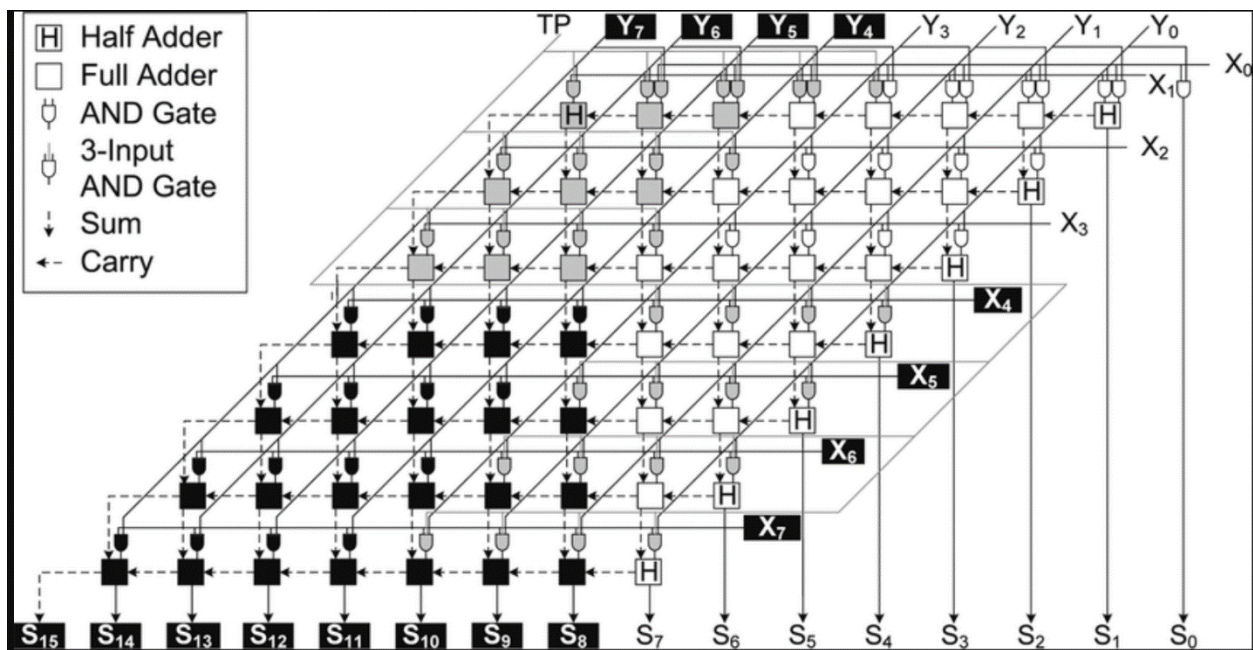 H Half Adder
Full Adder
AND Gate
3-Input
AND Gate
Sum
Carry
TP Y₇ Y₆ Y₅ Y₄ Y₃ Y₂ Y₁ Y₀
X₀
X₁
H H
X₂
H
X₃
H
X₄
H
X₅
H
X₆
H
X₇
H
S₁₅ S₁₄ S₁₃ S₁₂ S₁₁ S₁₀ S₉ S₈ S₇ S₆ S₅ S₄ S₃ S₂ S₁ S₀